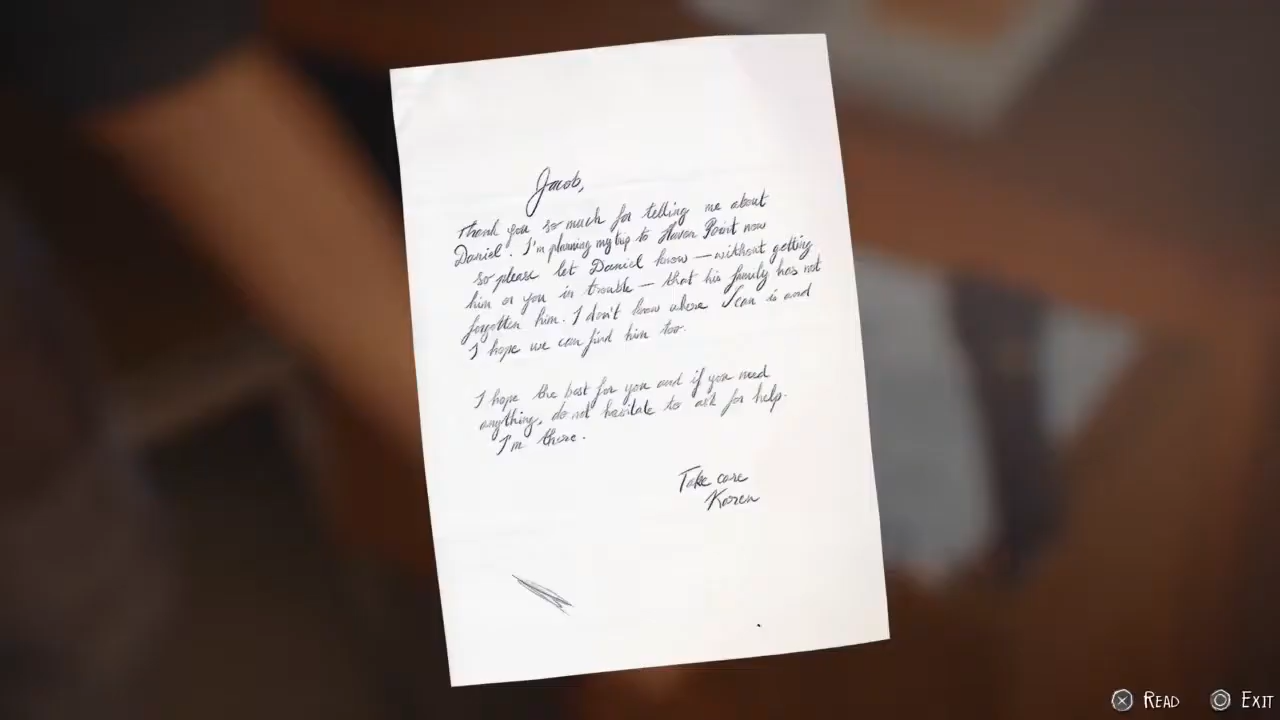 Jacob,
Thank you so much for telling me about
Daniel. I'm planning my trip to Haven Point now
so please let Daniel know — without getting
him or you in trouble — that his family has not
forgotten him. I don't know where Sean is and
I hope we can find him too.
I hope the best for you and if you need
anything, do not hesitate to ask for help.
I'm there.
Take care
Karen
READ
EXIT